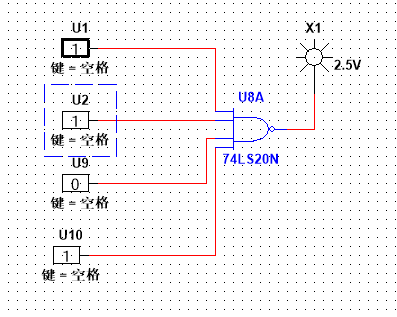 U1
1
键 = 空格
U2
1
键 = 空格
U9
0
键 = 空格
U10
1
键 = 空格
U8A
74LS20N
X1
2.5V